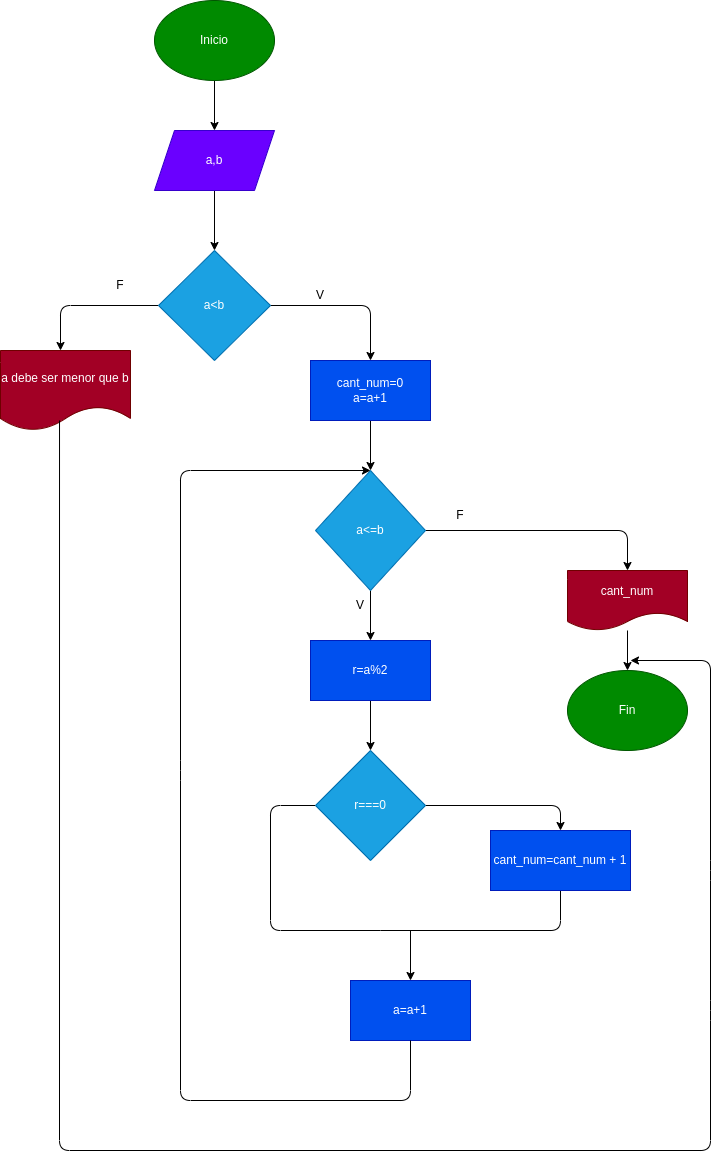 Inicio
a,b
a<b
F
V
a debe ser menor que b
cant_num=0
a=a+1
a<=b
F
cant_num
V
r=a%2
Fin
r===0
cant_num=cant_num + 1
a=a+1